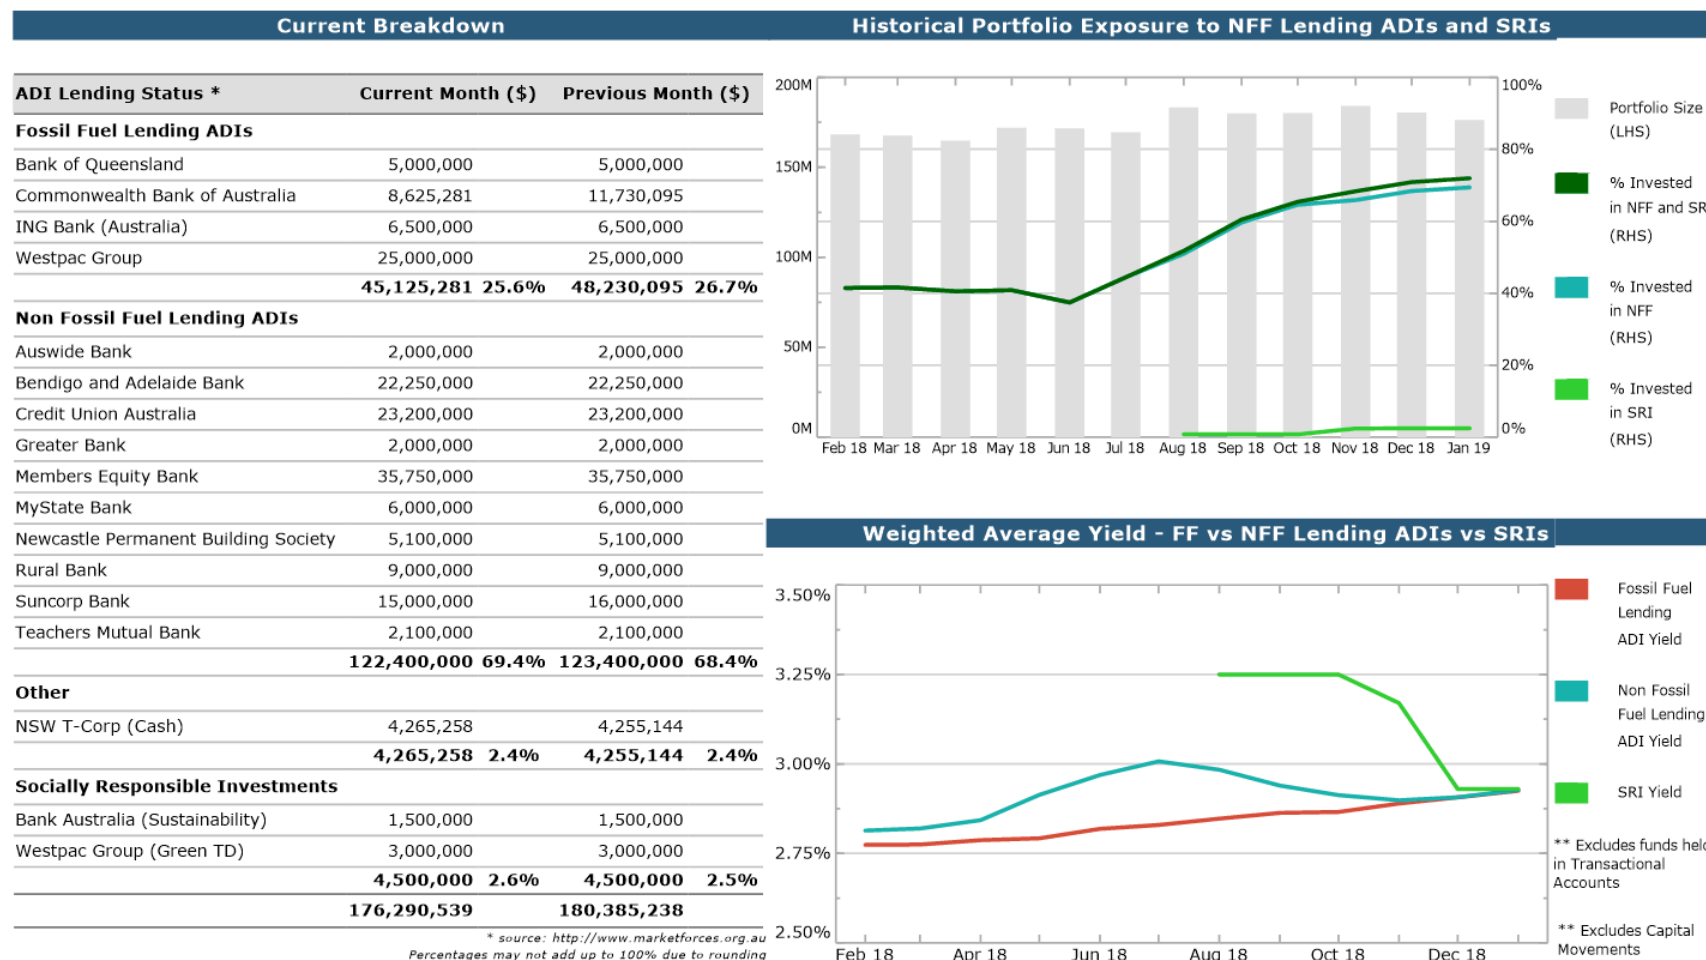 Current Breakdown
ADI Lending Status * Current Month ($) Previous Month ($)
Fossil Fuel Lending ADIs
Bank of Queensland 5,000,000 5,000,000
Commonwealth Bank of Australia 8,625,281 11,730,095
ING Bank (Australia) 6,500,000 6,500,000
Westpac Group 25,000,000 25,000,000
45,125,281 25.6% 48,230,095 26.7%
Non Fossil Fuel Lending ADIs
Auswide Bank 2,000,000 2,000,000
Bendigo and Adelaide Bank 22,250,000 22,250,000
Credit Union Australia 23,200,000 23,200,000
Greater Bank 2,000,000 2,000,000
Members Equity Bank 35,750,000 35,750,000
MyState Bank 6,000,000 6,000,000
Newcastle Permanent Building Society 5,100,000 5,100,000
Rural Bank 9,000,000 9,000,000
Suncorp Bank 15,000,000 16,000,000
Teachers Mutual Bank 2,100,000 2,100,000
122,400,000 69.4% 123,400,000 68.4%
Other
NSW T-Corp (Cash) 4,265,258 4,255,144
4,265,258 2.4% 4,255,144 2.4%
Socially Responsible Investments
Bank Australia (Sustainability) 1,500,000 1,500,000
Westpac Group (Green TD) 3,000,000 3,000,000
4,500,000 2.6% 4,500,000 2.5%
176,290,539 180,385,238
* source: http://www.marketforces.org.au
Percentages may not add up to 100% due to rounding
Historical Portfolio Exposure to NFF Lending ADIs and SRIs
200M 100%
80%
150M
60%
100M
40%
50M
20%
0M 0%
Feb 18 Mar 18 Apr 18 May 18 Jun 18 Jul 18 Aug 18 Sep 18 Oct 18 Nov 18 Dec 18 Jan 19
Portfolio Size
(LHS)
% Invested
in NFF and SR
(RHS)
% Invested
in NFF
(RHS)
% Invested
in SRI
(RHS)
Weighted Average Yield - FF vs NFF Lending ADIs vs SRIs
3.50%
3.25%
3.00%
2.75%
2.50%
Feb 18 Apr 18 Jun 18 Aug 18 Oct 18 Dec 18
Fossil Fuel
Lending
ADI Yield
Non Fossil
Fuel Lending
ADI Yield
SRI Yield
** Excludes funds held
in Transactional
Accounts
** Excludes Capital
Movements